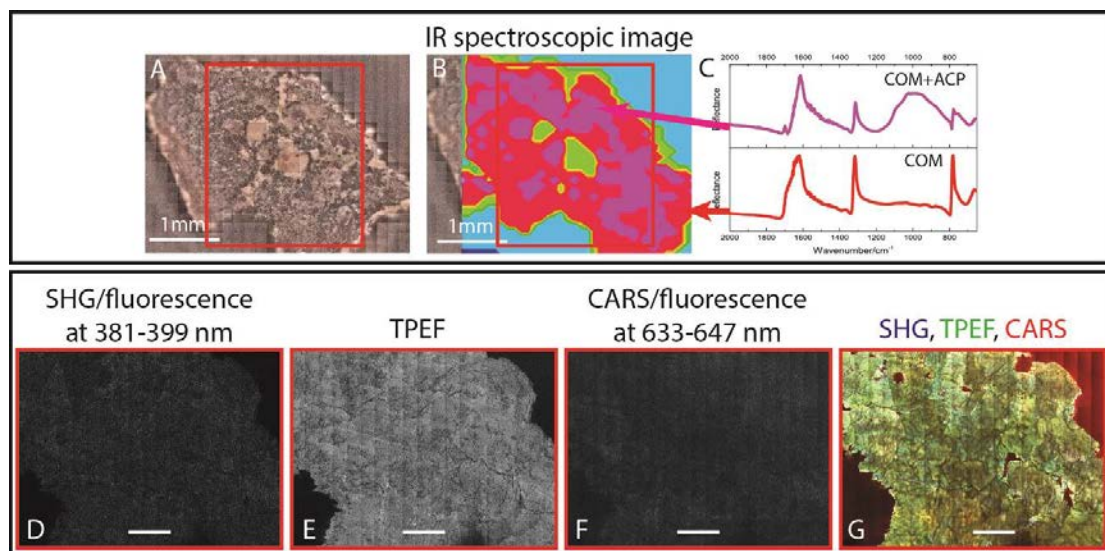 IR spectroscopic image
A
1mm
B
1mm
C
COM+ACP
Reflectance
2000 1800 1600 1400 1200 1000 800
COM
Reflectance
2000 1800 1600 1400 1200 1000 800
Wavenumber/cm⁻¹
SHG/fluorescence
at 381-399 nm
TPEF
CARS/fluorescence
at 633-647 nm
SHG, TPEF, CARS
D
E
F
G